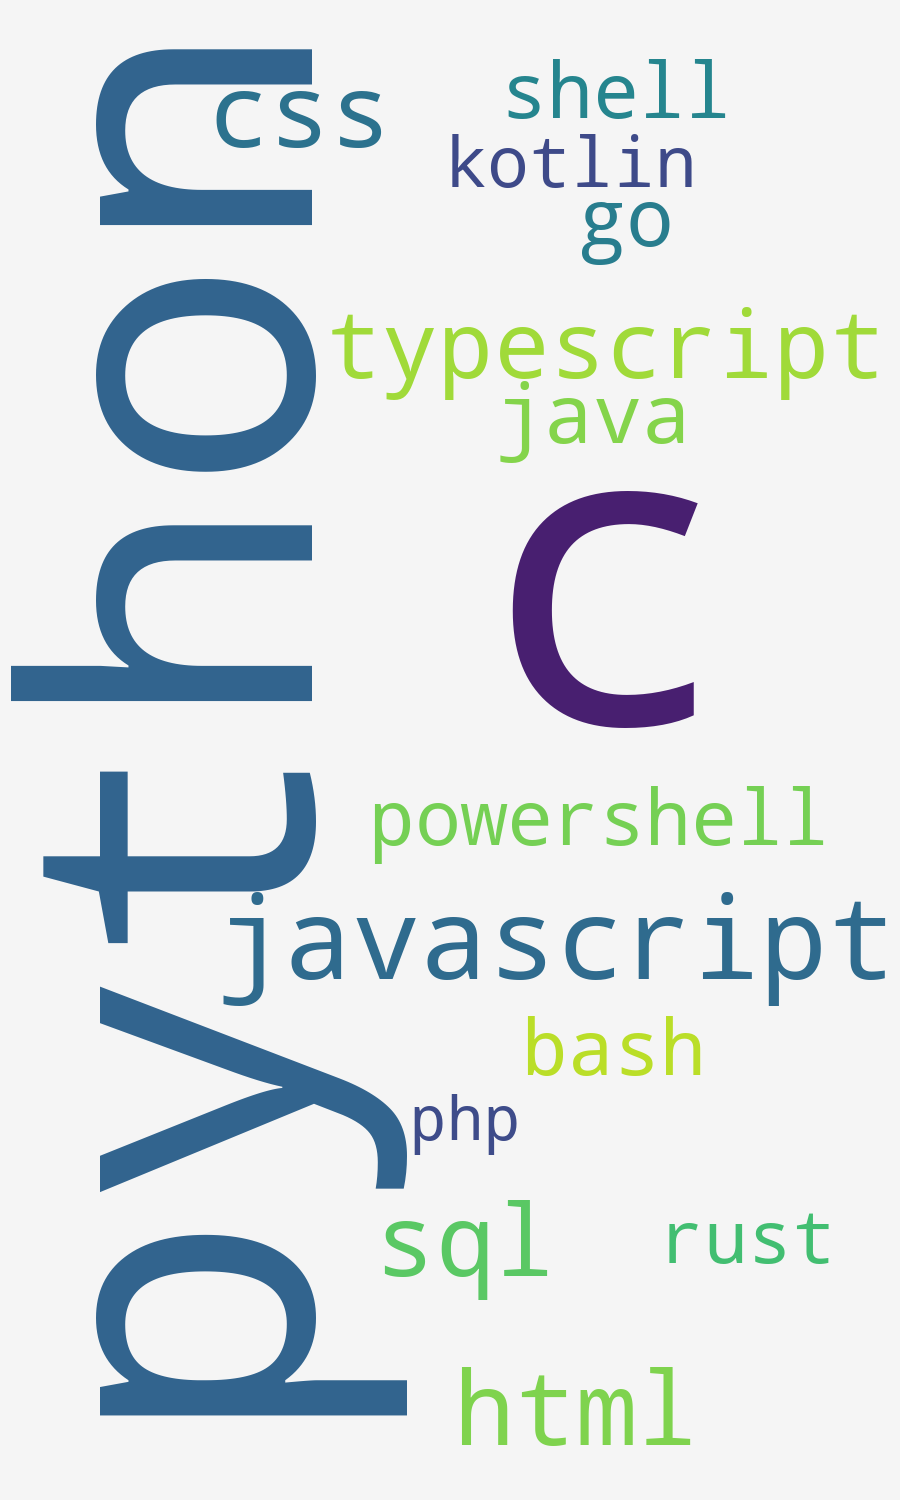 python
css
shell
kotlin
go
typescript
java
c
powershell
javascript
bash
php
sql
rust
html